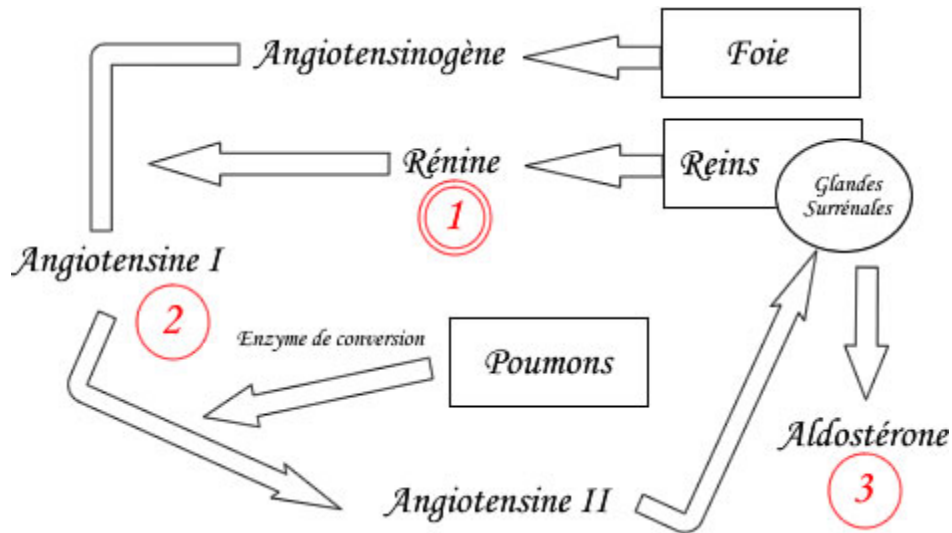 Angiotensinogène
Foie
Rénine
Reins
Glandes
Surrénales
1
Angiotensine I
2
Enzyme de conversion
Poumons
Aldostérone
3
Angiotensine II